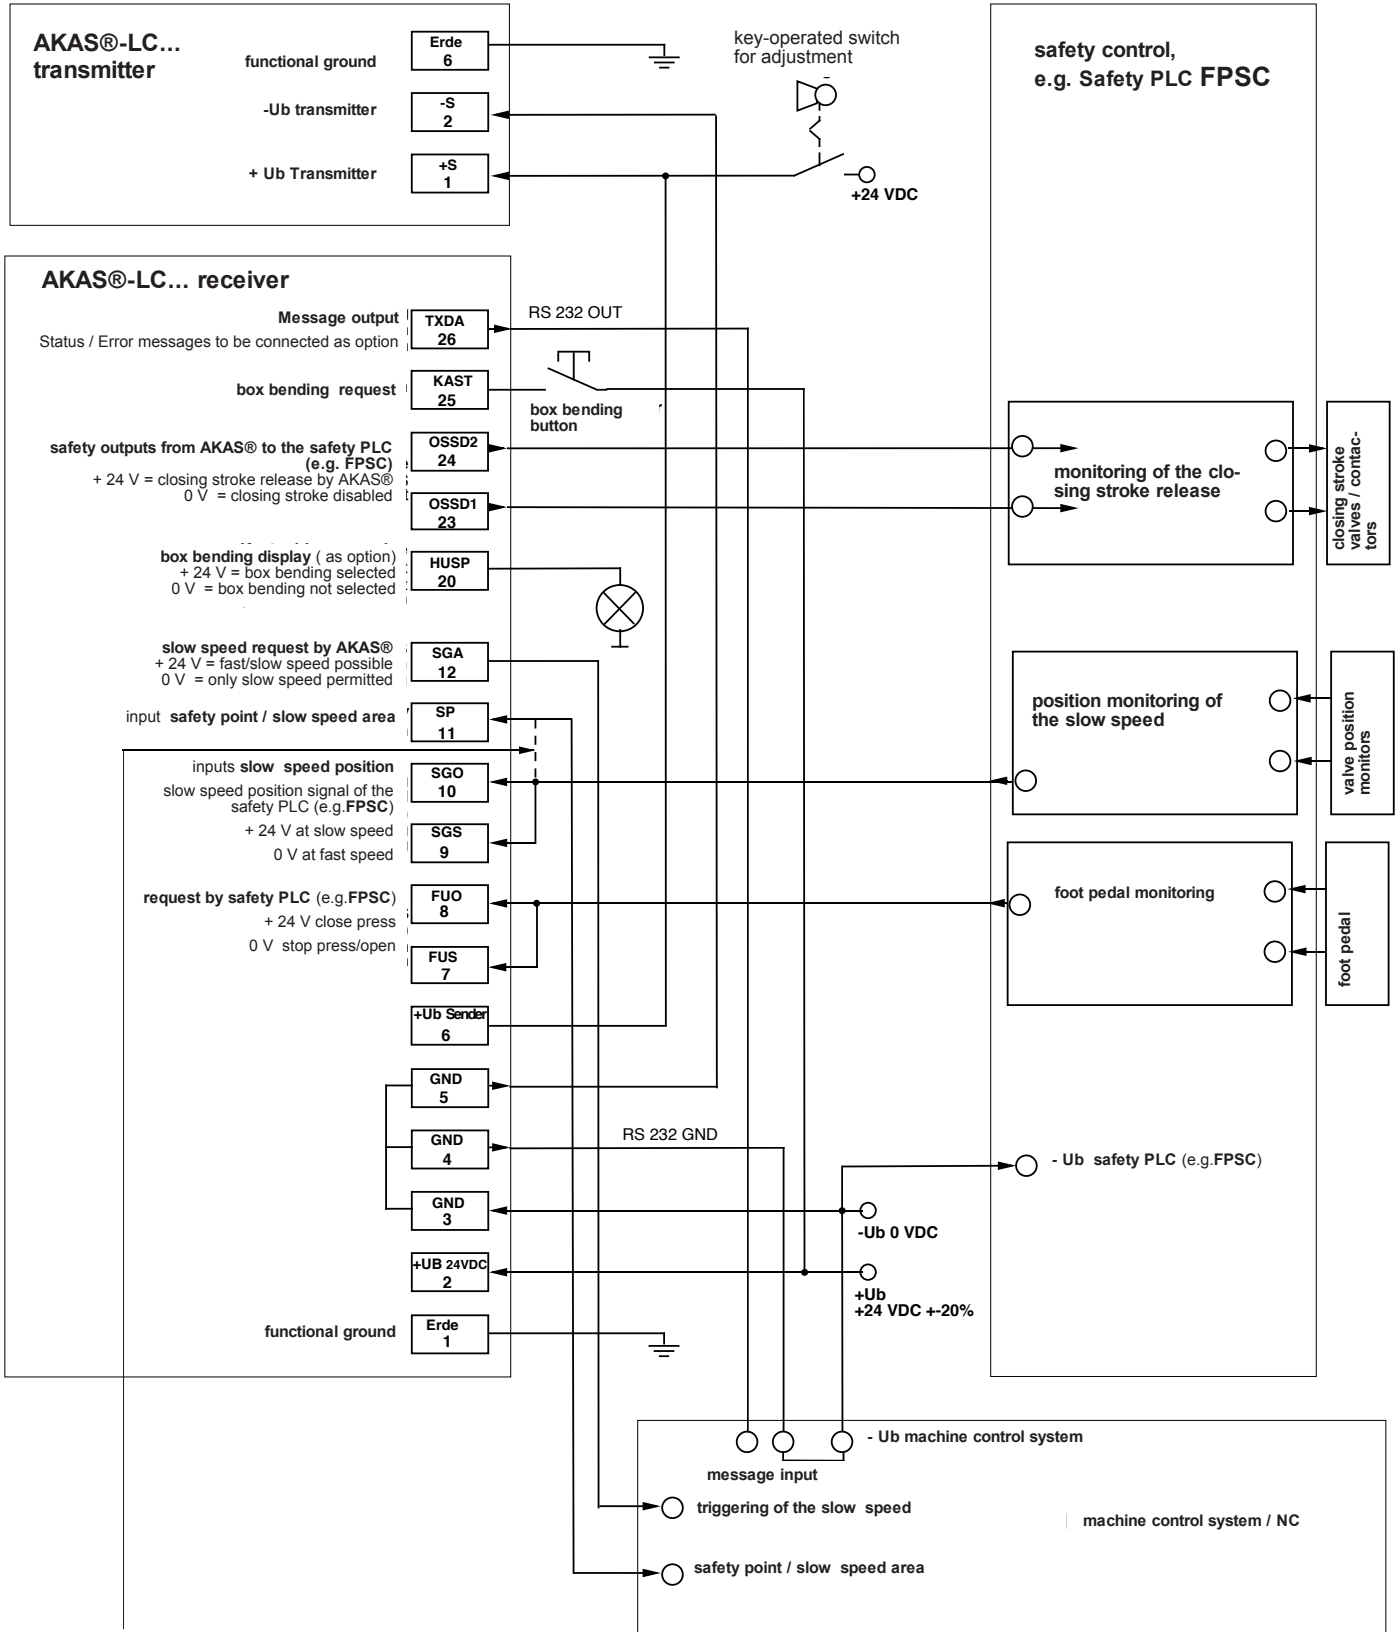 AKAS®-LC...
transmitter
functional ground
Erde
6
-Ub transmitter
-S
2
+ Ub Transmitter
+S
1
key-operated switch
for adjustment
+24 VDC
safety control,
e.g. Safety PLC FPSC
AKAS®-LC... receiver
Message output
Status / Error messages to be connected as option
TXDA
26
RS 232 OUT
box bending request
KAST
25
box bending
button
safety outputs from AKAS® to the safety PLC
(e.g. FPSC)
+ 24 V = closing stroke release by AKAS®
0 V = closing stroke disabled
OSSD2
24
OSSD1
23
monitoring of the clo-
sing stroke release
closing stroke
valves / contac-
tors
box bending display ( as option)
+ 24 V = box bending selected
0 V = box bending not selected
HUSP
20
slow speed request by AKAS®
+ 24 V = fast/slow speed possible
0 V = only slow speed permitted
SGA
12
input safety point / slow speed area
SP
11
position monitoring of
the slow speed
valve position
monitors
inputs slow speed position
slow speed position signal of the
safety PLC (e.g.FPSC)
+ 24 V at slow speed
0 V at fast speed
SGO
10
SGS
9
request by safety PLC (e.g.FPSC)
+ 24 V close press
0 V stop press/open
FUO
8
FUS
7
foot pedal monitoring
foot pedal
+Ub Sender
6
GND
5
GND
4
RS 232 GND
- Ub safety PLC (e.g.FPSC)
GND
3
-Ub 0 VDC
+UB 24VDC
2
+Ub
+24 VDC +-20%
functional ground
Erde
1
- Ub machine control system
message input
triggering of the slow speed
machine control system / NC
safety point / slow speed area